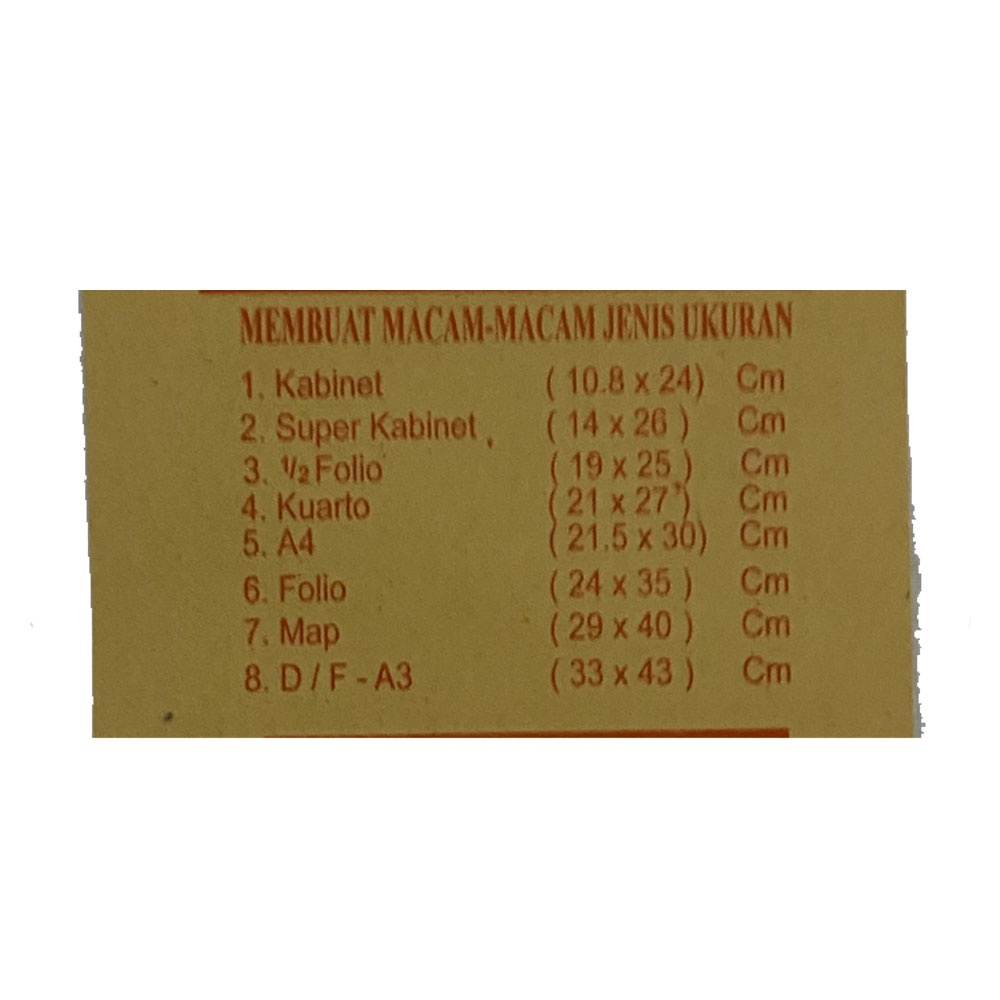 MEMBUAT MACAM-MACAM JENIS UKURAN
1. Kabinet ( 10.8 x 24) Cm
2. Super Kabinet ( 14 x 26 ) Cm
3. ½ Folio ( 19 x 25 ) Cm
4. Kuarto ( 21 x 27 ) Cm
5. A4 ( 21.5 x 30) Cm
6. Folio ( 24 x 35 ) Cm
7. Map ( 29 x 40 ) Cm
8. D / F - A3 ( 33 x 43 ) Cm